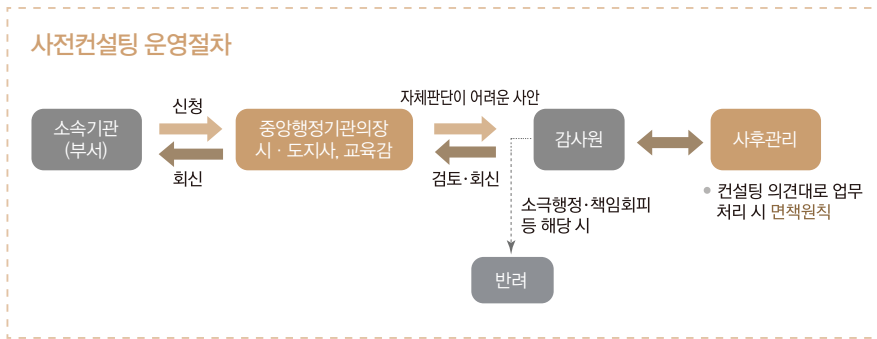 사전컨설팅 운영절차
소속기관
(부서)
신청
회신
중앙행정기관의장
시 · 도지사, 교육감
자체판단이 어려운 사안
검토·회신
감사원
사후관리
소극행정·책임회피
등 해당 시
반려
● 컨설팅 의견대로 업무
처리 시 면책원칙